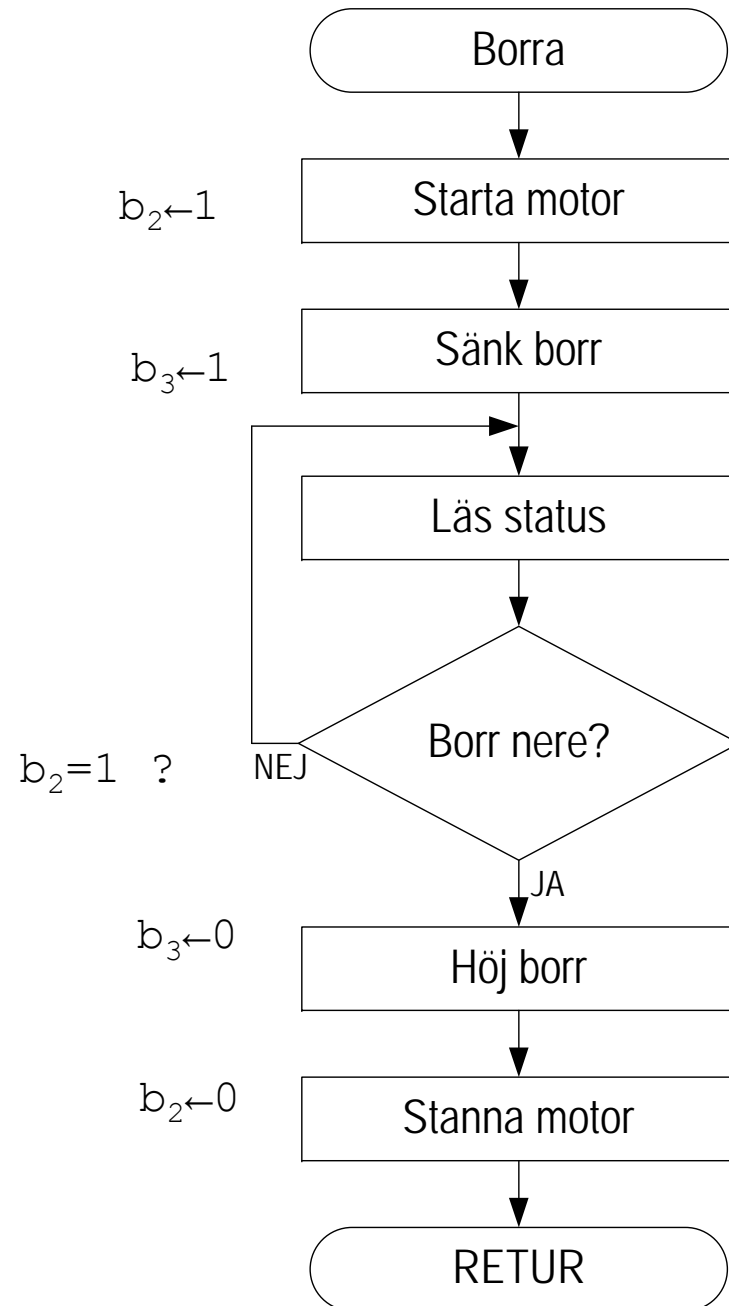 Borra
b₂←1
Starta motor
b₃←1
Sänk borr
Läs status
b₂=1 ?
NEJ
Borr nere?
JA
b₃←0
Höj borr
b₂←0
Stanna motor
RETUR